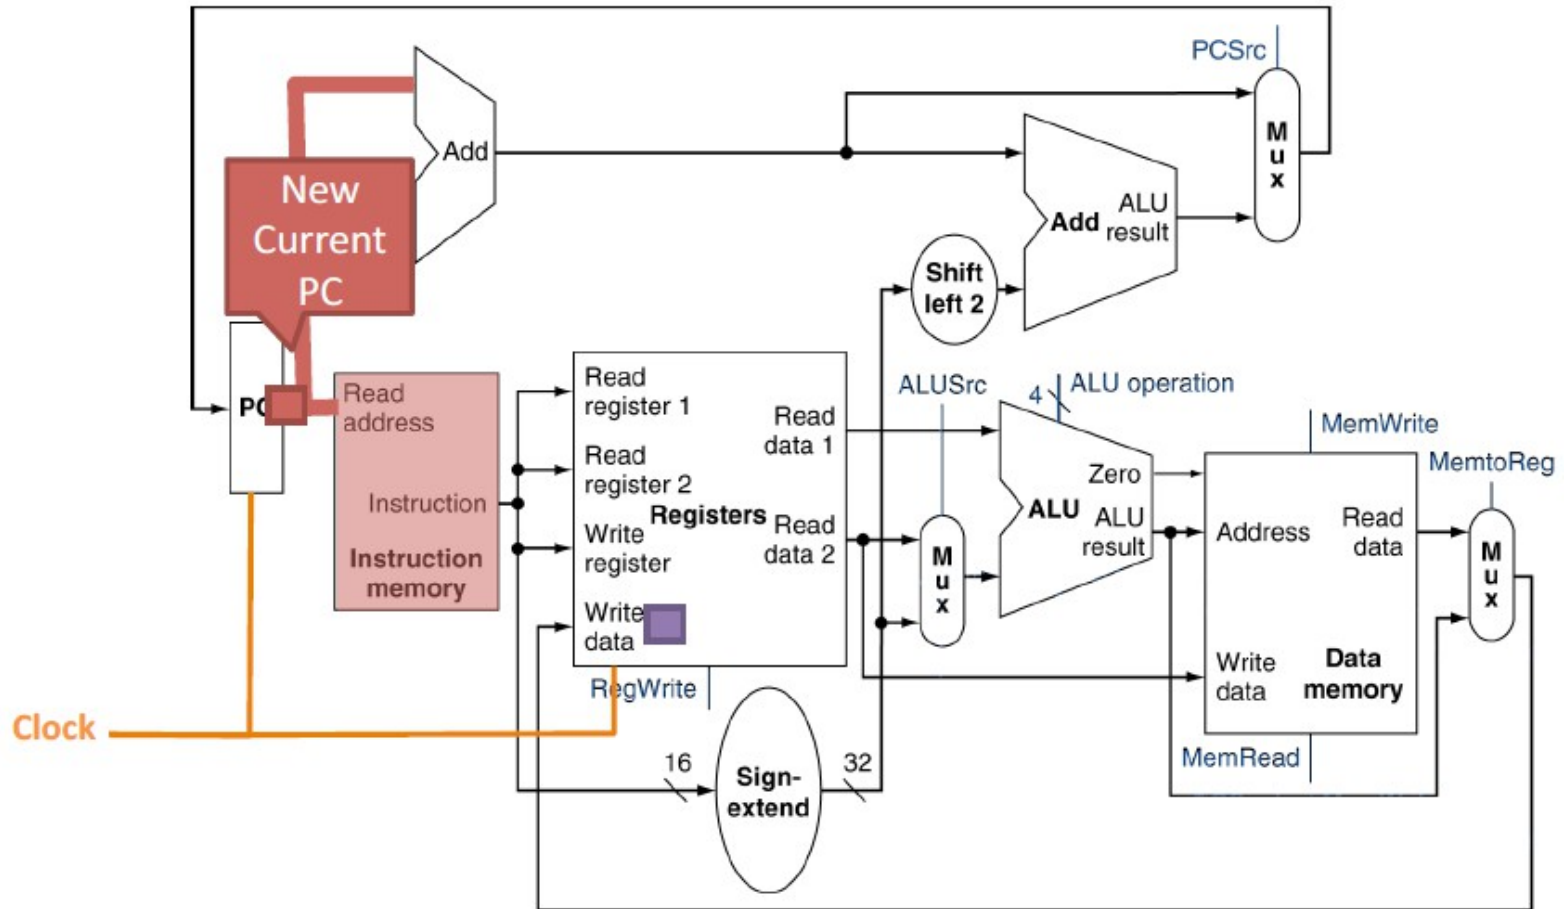 PCSrc
Add
M
u
x
New
Current
PC
Add
ALU
result
Shift
left 2
PC
Read
address
Instruction
Instruction
memory
Read
register 1
Read
register 2
Write
register
Write
data
Registers
Read
data 1
Read
data 2
RegWrite
ALUSrc
M
u
x
4
ALU operation
Zero
ALU
ALU
result
MemWrite
MemtoReg
Address
Read
data
Write
data
Data
memory
M
u
x
MemRead
Clock
16
Sign-
extend
32